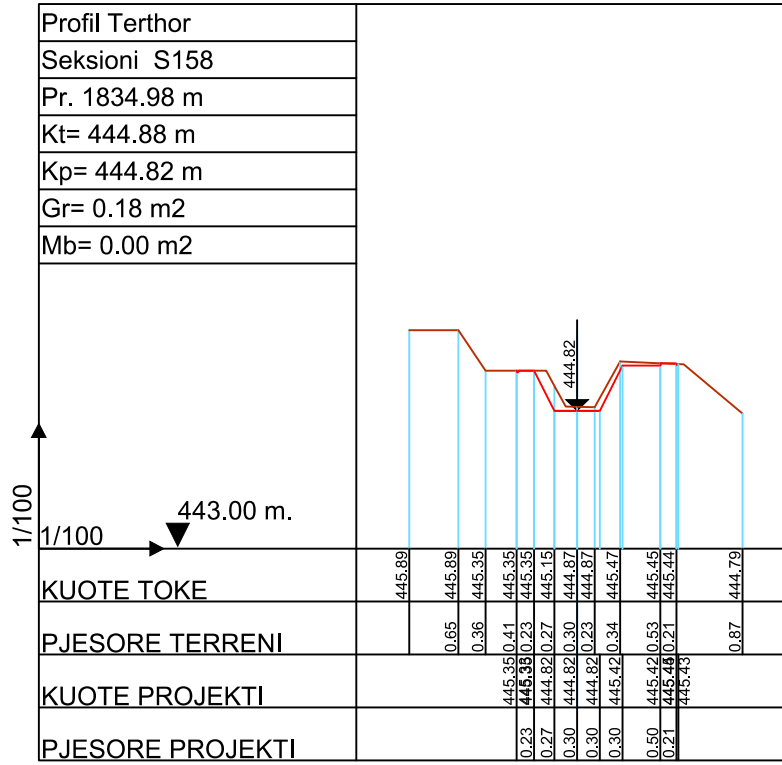 Profil Terthor
Seksioni S158
Pr. 1834.98 m
Kt= 444.88 m
Kp= 444.82 m
Gr= 0.18 m2
Mb= 0.00 m2
444.82
443.00 m.
1/100
1/100
KUOTE TOKE 445.89 445.89 445.35 445.35 445.35 445.15 444.87 444.87 445.47 445.45 445.44 444.79
PJESORE TERRENI 0.65 0.36 0.41 0.23 0.27 0.30 0.23 0.34 0.53 0.21 0.87
KUOTE PROJEKTI 445.35 444.82 444.82 444.82 445.42 445.42 445.43
PJESORE PROJEKTI 0.23 0.27 0.30 0.30 0.30 0.50 0.21